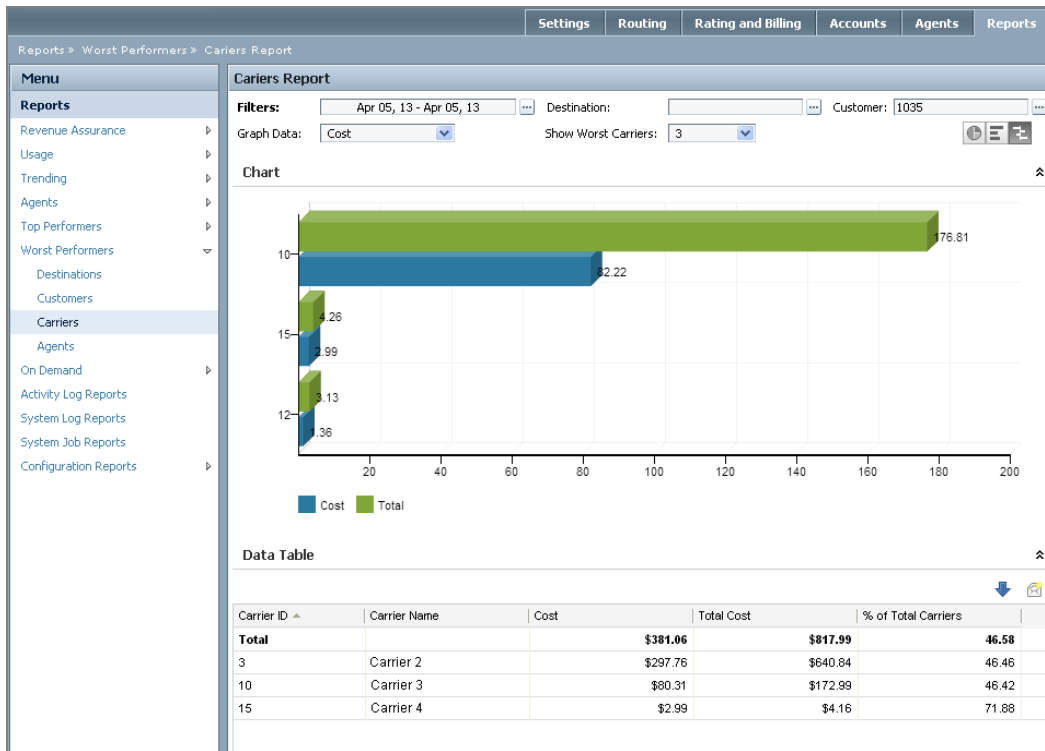 Settings Routing Rating and Billing Accounts Agents Reports
Reports » Worst Performers » Cariers Report
Menu
Reports
Revenue Assurance
Usage
Trending
Agents
Top Performers
Worst Performers
Destinations
Customers
Carriers
Agents
On Demand
Activity Log Reports
System Log Reports
System Job Reports
Configuration Reports
Cariers Report
Filters: Apr 05, 13 - Apr 05, 13 ... Destination: ... Customer: 1035 ...
Graph Data: Cost Show Worst Carriers: 3
Chart
176.81
10
82.22
4.26
15
2.99
3.13
12
1.36
20 40 60 80 100 120 140 160 180 200
Cost Total
Data Table
Carrier ID Carrier Name Cost Total Cost % of Total Carriers
Total $381.06 $817.99 46.58
3 Carrier 2 $297.76 $640.84 46.46
10 Carrier 3 $80.31 $172.99 46.42
15 Carrier 4 $2.99 $4.16 71.88